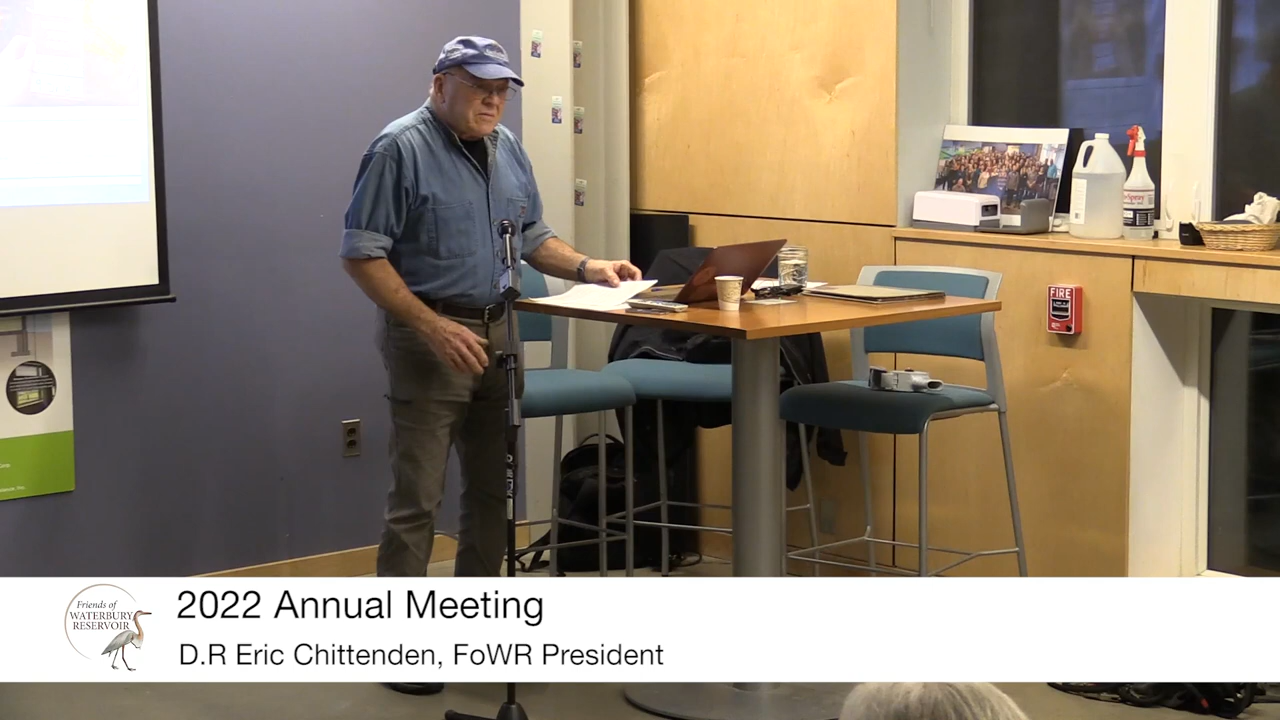 FIRE
Friends of
WATERBURY
RESERVOIR
2022 Annual Meeting
D.R Eric Chittenden, FoWR President